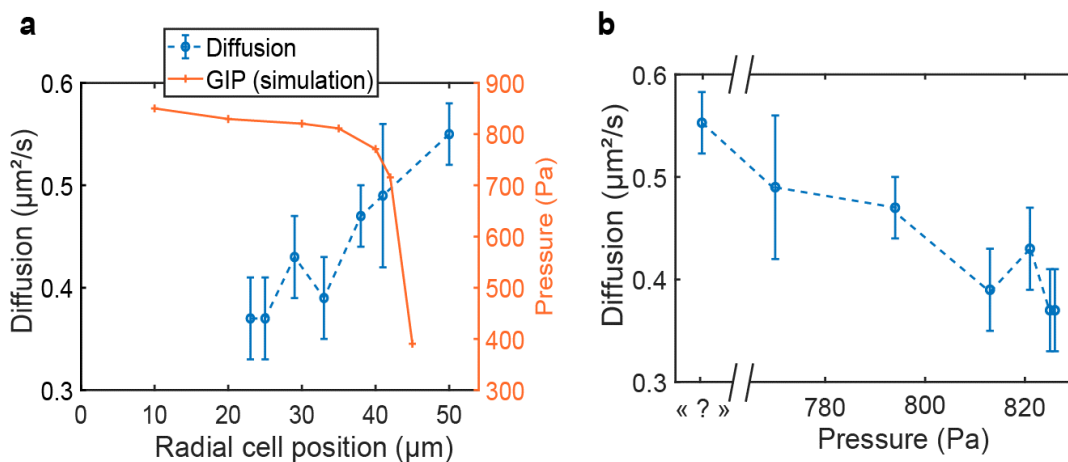 a
Diffusion
GIP (simulation)
0.6
0.5
0.4
0.3
Diffusion (µm²/s)
900
800
700
600
500
400
300
Pressure (Pa)
0 10 20 30 40 50
Radial cell position (µm)
b
0.6
0.5
0.4
0.3
Diffusion (µm²/s)
« ? » 780 800 820
Pressure (Pa)